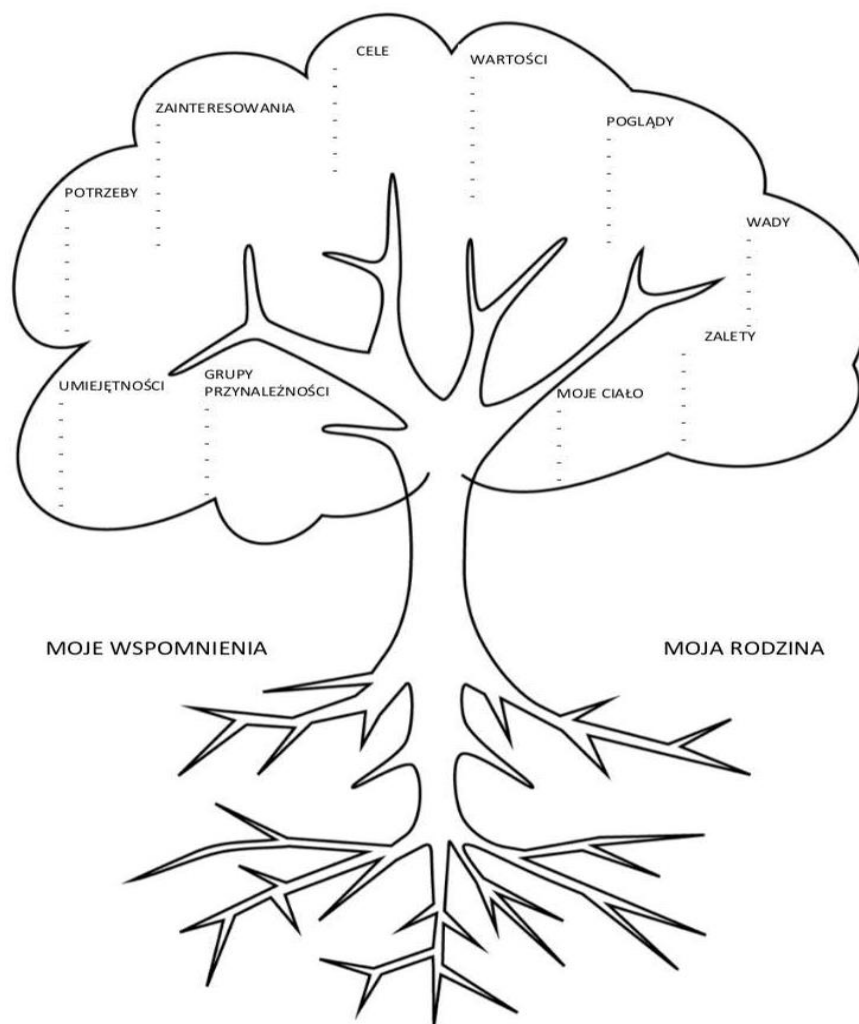 CELE
WARTOŚCI
ZAINTERESOWANIA
POGLĄDY
POTRZEBY
WADY
ZALETY
UMIEJĘTNOŚCI
GRUPY
PRZYNALEŻNOŚCI
MOJE CIAŁO
MOJE WSPOMNIENIA
MOJA RODZINA